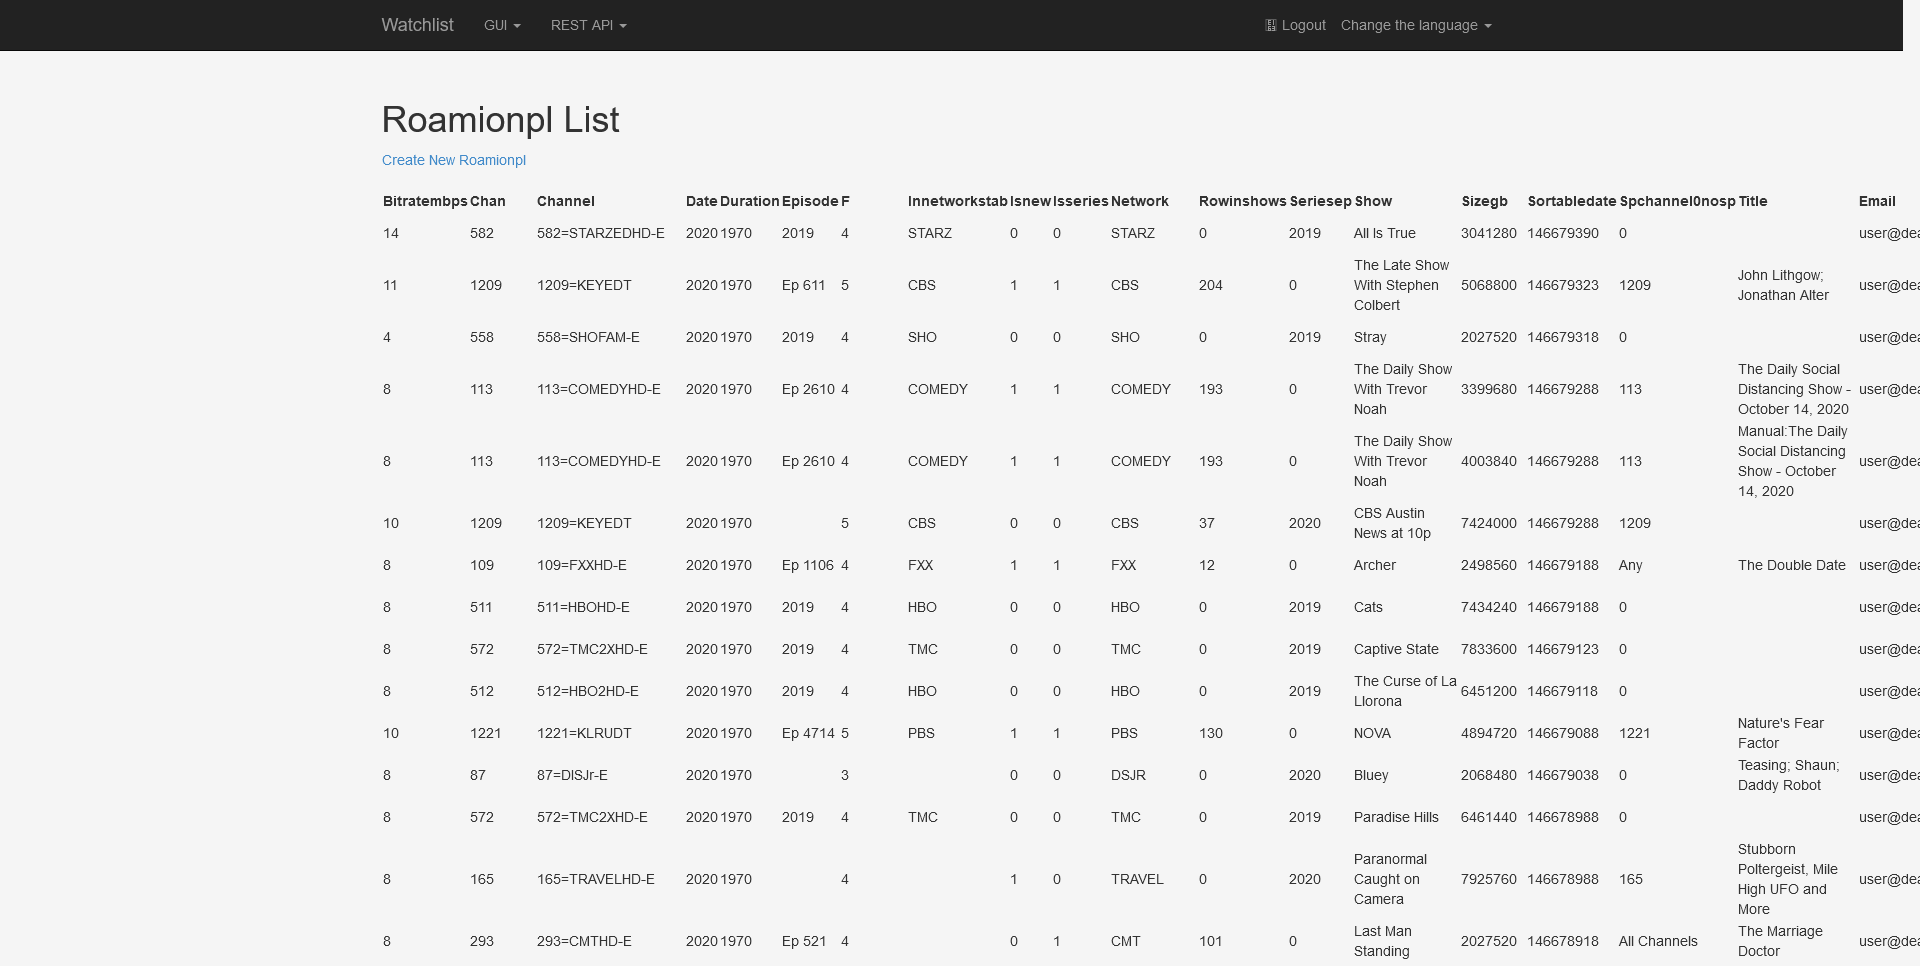 Watchlist GUI REST API Logout Change the language
Roamionpl List
Create New Roamionpl
Bitratembps Chan Channel Date Duration Episode F Innetworkstab Isnew Isseries Network Rowinshows Seriesep Show Sizegb Sortabledate Spchannel0nosp Title Email
14 582 582=STARZEDHD-E 2020 1970 2019 4 STARZ 0 0 STARZ 0 2019 All Is True 3041280 146679390 0 user@dea
11 1209 1209=KEYEDT 2020 1970 Ep 611 5 CBS 1 1 CBS 204 0 The Late Show With Stephen Colbert 5068800 146679323 1209 John Lithgow; Jonathan Alter user@dea
4 558 558=SHOFAM-E 2020 1970 2019 4 SHO 0 0 SHO 0 2019 Stray 2027520 146679318 0 user@dea
8 113 113=COMEDYHD-E 2020 1970 Ep 2610 4 COMEDY 1 1 COMEDY 193 0 The Daily Show With Trevor Noah 3399680 146679288 113 The Daily Social Distancing Show - October 14, 2020 user@dea
8 113 113=COMEDYHD-E 2020 1970 Ep 2610 4 COMEDY 1 1 COMEDY 193 0 The Daily Show With Trevor Noah 4003840 146679288 113 Manual:The Daily Social Distancing Show - October 14, 2020 user@dea
10 1209 1209=KEYEDT 2020 1970 5 CBS 0 0 CBS 37 2020 CBS Austin News at 10p 7424000 146679288 1209 user@dea
8 109 109=FXXHD-E 2020 1970 Ep 1106 4 FXX 1 1 FXX 12 0 Archer 2498560 146679188 Any The Double Date user@dea
8 511 511=HBOHD-E 2020 1970 2019 4 HBO 0 0 HBO 0 2019 Cats 7434240 146679188 0 user@dea
8 572 572=TMC2XHD-E 2020 1970 2019 4 TMC 0 0 TMC 0 2019 Captive State 7833600 146679123 0 user@dea
8 512 512=HBO2HD-E 2020 1970 2019 4 HBO 0 0 HBO 0 2019 The Curse of La Llorona 6451200 146679118 0 user@dea
10 1221 1221=KLRUDT 2020 1970 Ep 4714 5 PBS 1 1 PBS 130 0 NOVA 4894720 146679088 1221 Nature's Fear Factor user@dea
8 87 87=DISJr-E 2020 1970 3 0 0 DSJR 0 2020 Bluey 2068480 146679038 0 Teasing; Shaun; Daddy Robot user@dea
8 572 572=TMC2XHD-E 2020 1970 2019 4 TMC 0 0 TMC 0 2019 Paradise Hills 6461440 146678988 0 user@dea
8 165 165=TRAVELHD-E 2020 1970 4 1 0 TRAVEL 0 2020 Paranormal Caught on Camera 7925760 146678988 165 Stubborn Poltergeist, Mile High UFO and More user@dea
8 293 293=CMTHD-E 2020 1970 Ep 521 4 0 1 CMT 101 0 Last Man Standing 2027520 146678918 All Channels The Marriage Doctor user@dea